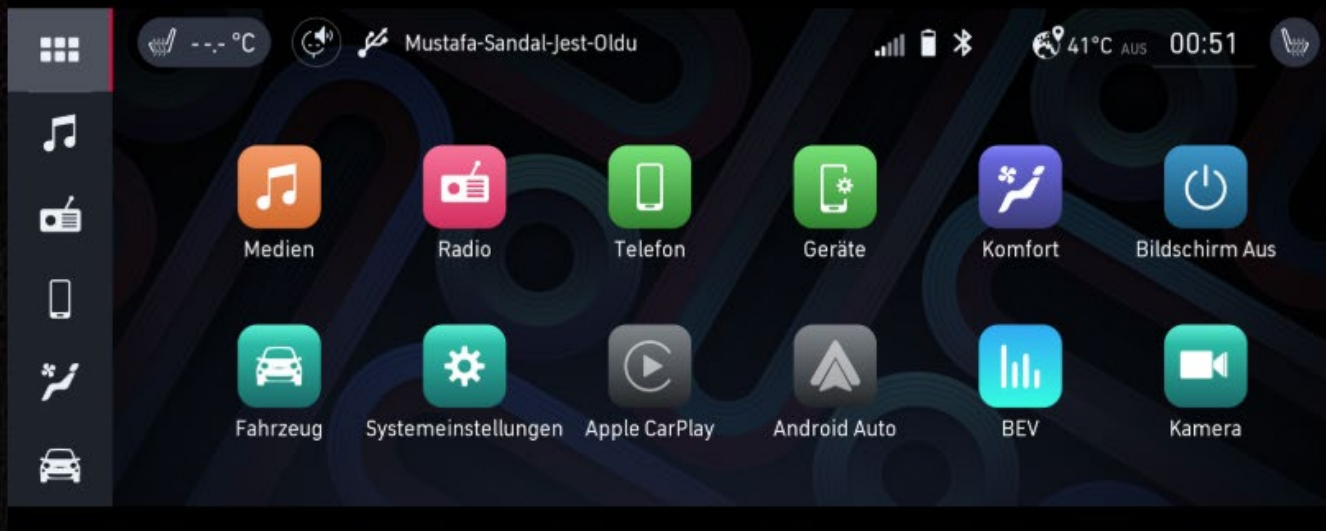 --.- °C
Mustafa-Sandal-Jest-Oldu
41°C AUS 00:51
Medien Radio Telefon Geräte Komfort Bildschirm Aus
Fahrzeug Systemeinstellungen Apple CarPlay Android Auto BEV Kamera